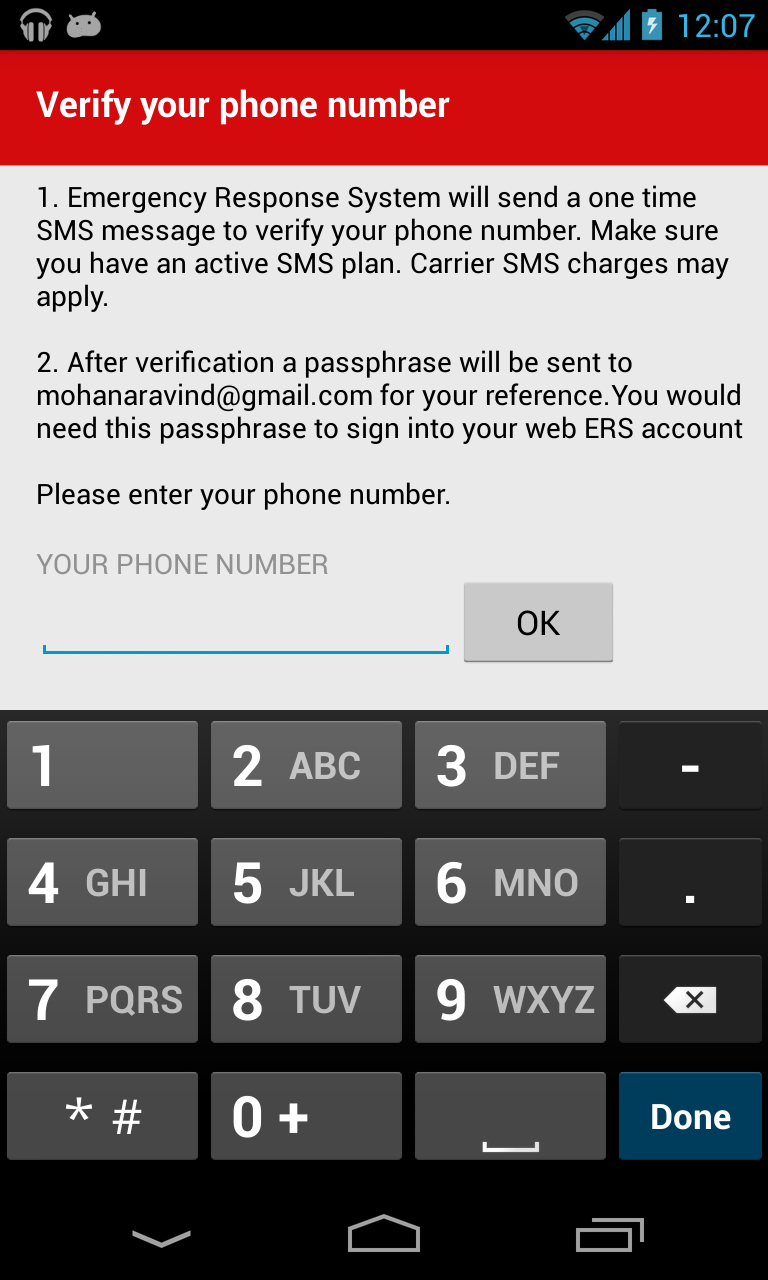 12:07
Verify your phone number
1. Emergency Response System will send a one time
SMS message to verify your phone number. Make sure
you have an active SMS plan. Carrier SMS charges may
apply.
2. After verification a passphrase will be sent to
mohanaravind@gmail.com for your reference.You would
need this passphrase to sign into your web ERS account
Please enter your phone number.
YOUR PHONE NUMBER
OK
1 2 ABC 3 DEF -
4 GHI 5 JKL 6 MNO .
7 PQRS 8 TUV 9 WXYZ
* # 0 + Done